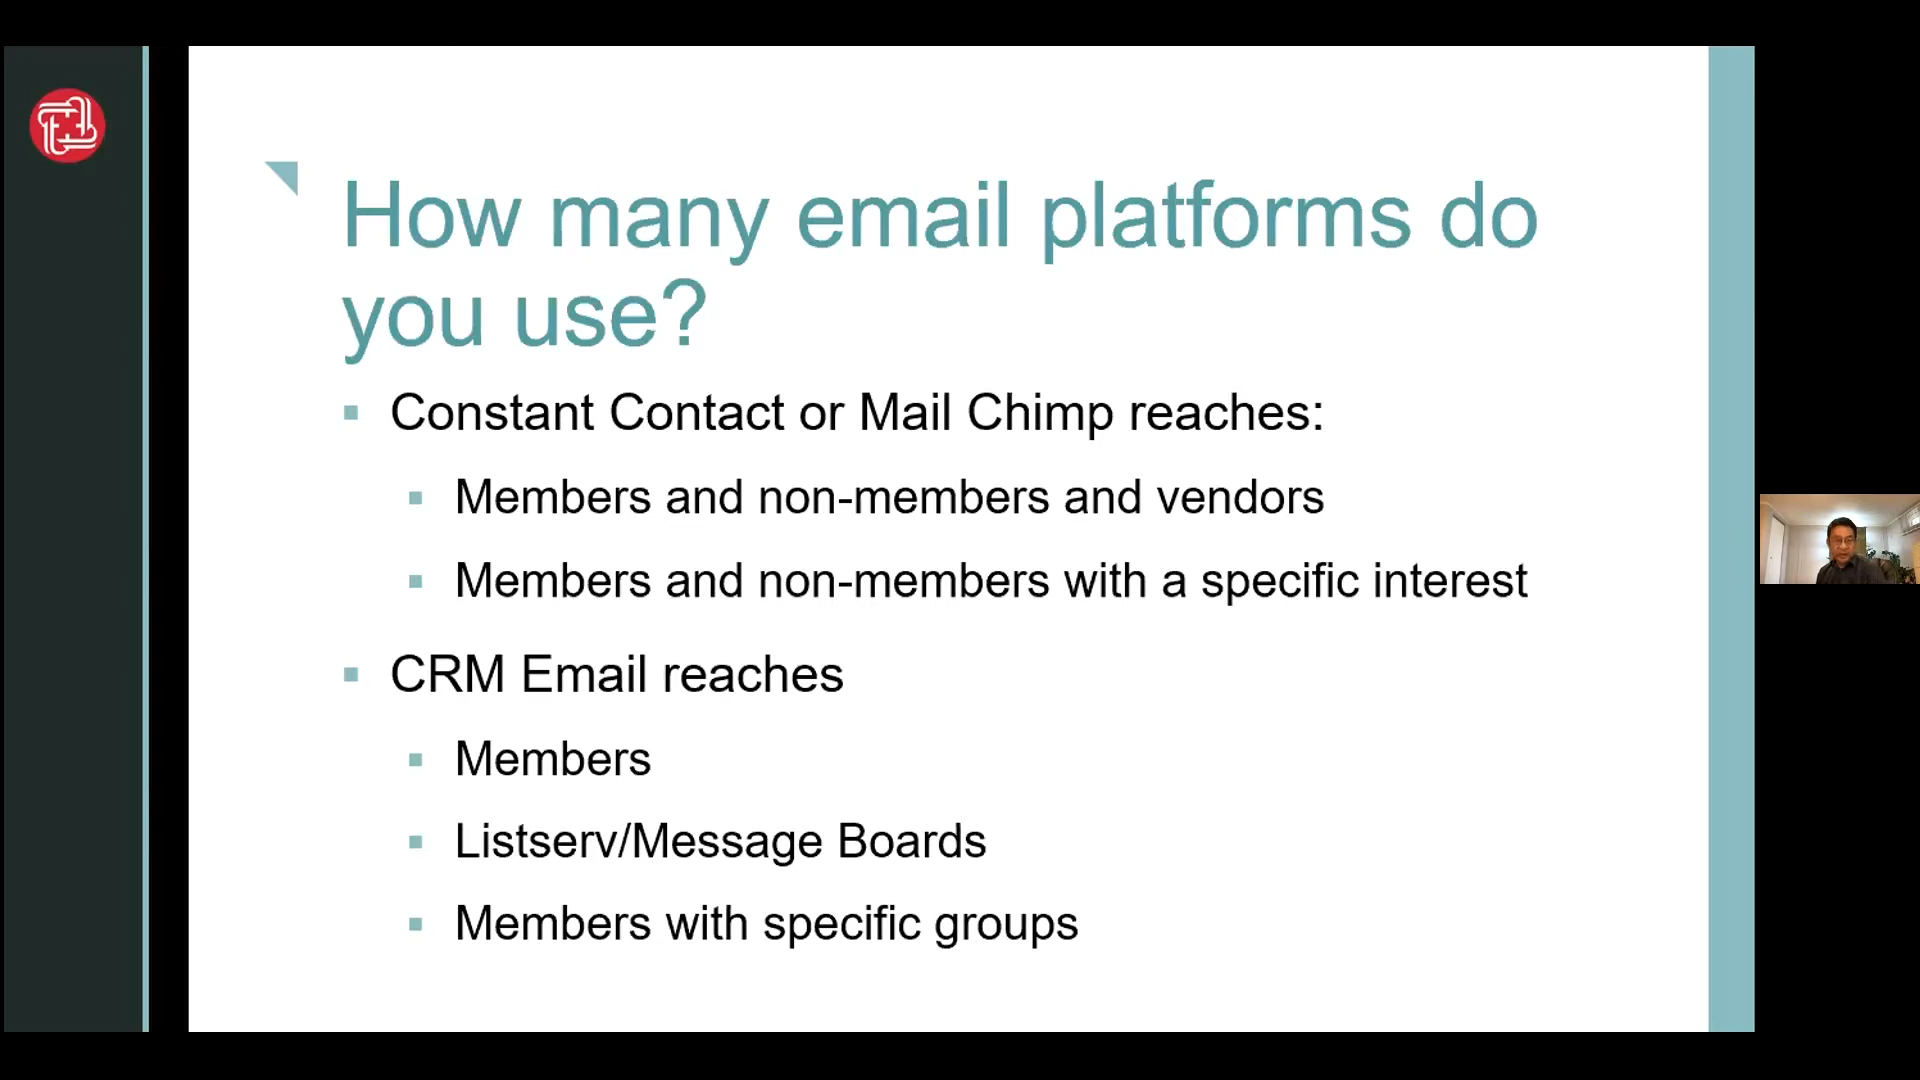 How many email platforms do
you use?
Constant Contact or Mail Chimp reaches:
Members and non-members and vendors
Members and non-members with a specific interest
CRM Email reaches
Members
Listserv/Message Boards
Members with specific groups